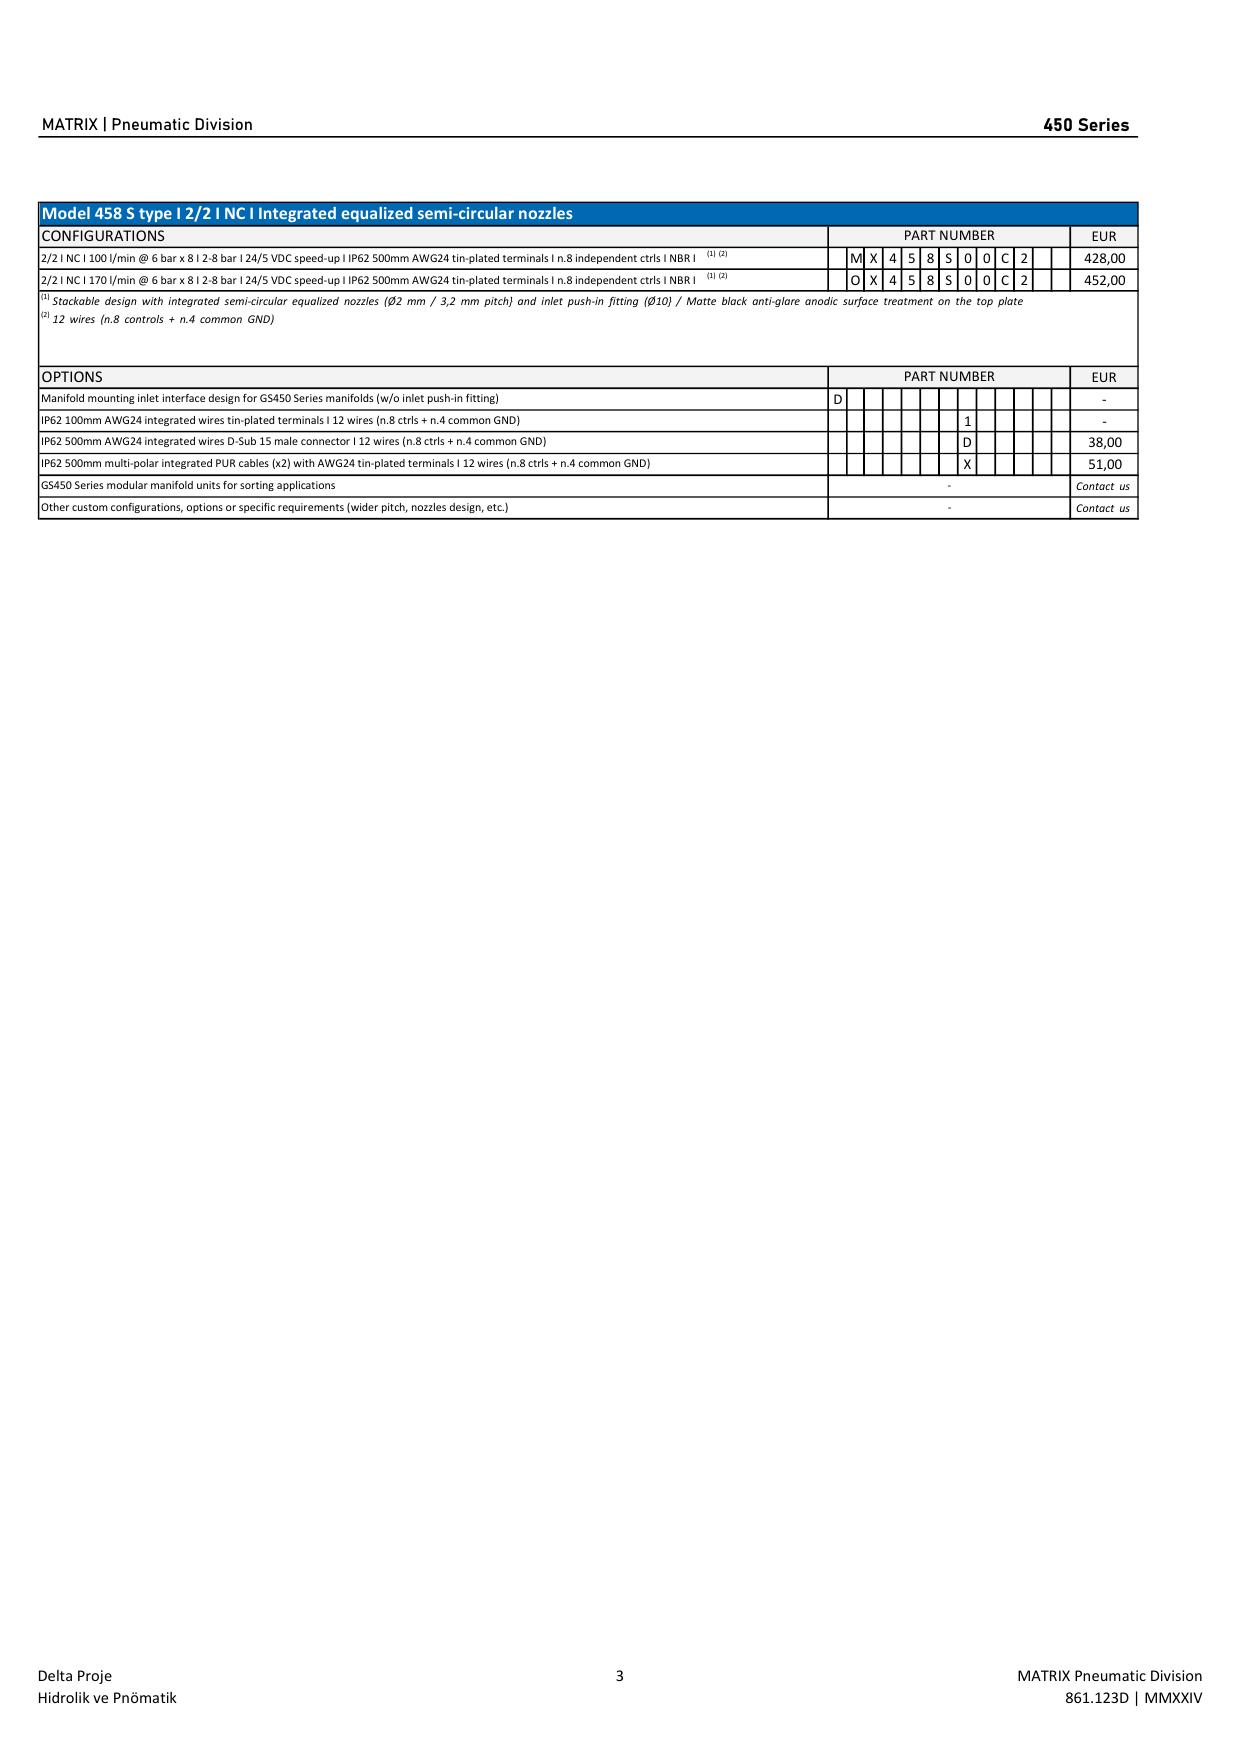 MATRIX | Pneumatic Division 450 Series
Model 458 S type I 2/2 I NC I Integrated equalized semi-circular nozzles
CONFIGURATIONS PART NUMBER EUR
2/2 I NC I 100 l/min @ 6 bar x 8 I 2-8 bar I 24/5 VDC speed-up I IP62 500mm AWG24 tin-plated terminals I n.8 independent ctrls I NBR I (1) (2) M X 4 5 8 S 0 0 C 2 428,00
2/2 I NC I 170 l/min @ 6 bar x 8 I 2-8 bar I 24/5 VDC speed-up I IP62 500mm AWG24 tin-plated terminals I n.8 independent ctrls I NBR I (1) (2) O X 4 5 8 S 0 0 C 2 452,00
(1) Stackable design with integrated semi-circular equalized nozzles (Ø2 mm / 3,2 mm pitch) and inlet push-in fitting (Ø10) / Matte black anti-glare anodic surface treatment on the top plate
(2) 12 wires (n.8 controls + n.4 common GND)
OPTIONS PART NUMBER EUR
Manifold mounting inlet interface design for GS450 Series manifolds (w/o inlet push-in fitting) D -
IP62 100mm AWG24 integrated wires tin-plated terminals I 12 wires (n.8 ctrls + n.4 common GND) 1 -
IP62 500mm AWG24 integrated wires D-Sub 15 male connector I 12 wires (n.8 ctrls + n.4 common GND) D 38,00
IP62 500mm multi-polar integrated PUR cables (x2) with AWG24 tin-plated terminals I 12 wires (n.8 ctrls + n.4 common GND) X 51,00
GS450 Series modular manifold units for sorting applications - Contact us
Other custom configurations, options or specific requirements (wider pitch, nozzles design, etc.) - Contact us
Delta Proje 3 MATRIX Pneumatic Division
Hidrolik ve Pnömatik 861.123D | MMXXIV